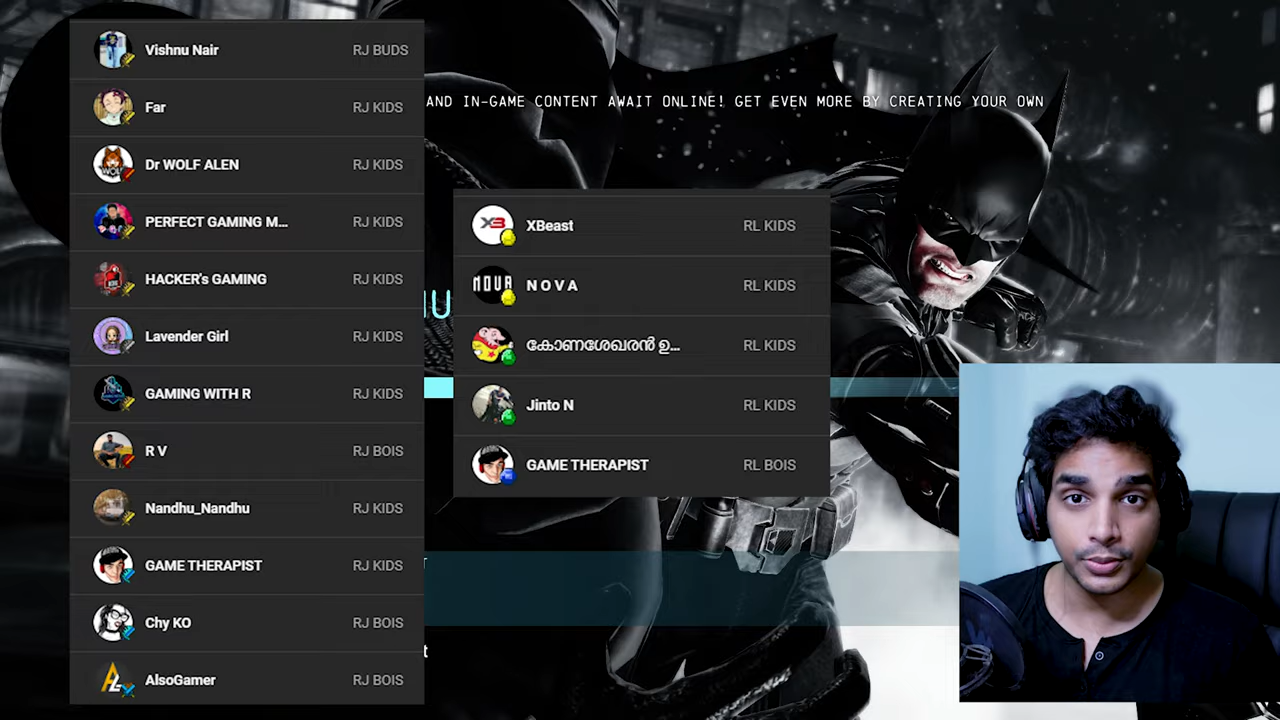 Vishnu Nair RJ BUDS
Far RJ KIDS
AND IN-GAME CONTENT AWAIT ONLINE! GET EVEN MORE BY CREATING YOUR OWN
Dr WOLF ALEN RJ KIDS
PERFECT GAMING M... RJ KIDS
HACKER's GAMING RJ KIDS
Lavender Girl RJ KIDS
GAMING WITH R RJ KIDS
R V RJ BOIS
Nandhu_Nandhu RJ KIDS
GAME THERAPIST RJ KIDS
Chy KO RJ BOIS
AlsoGamer RJ BOIS
XBeast RL KIDS
N O V A RL KIDS
കോണശേഖരൻ ഉ... RL KIDS
Jinto N RL KIDS
GAME THERAPIST RL BOIS